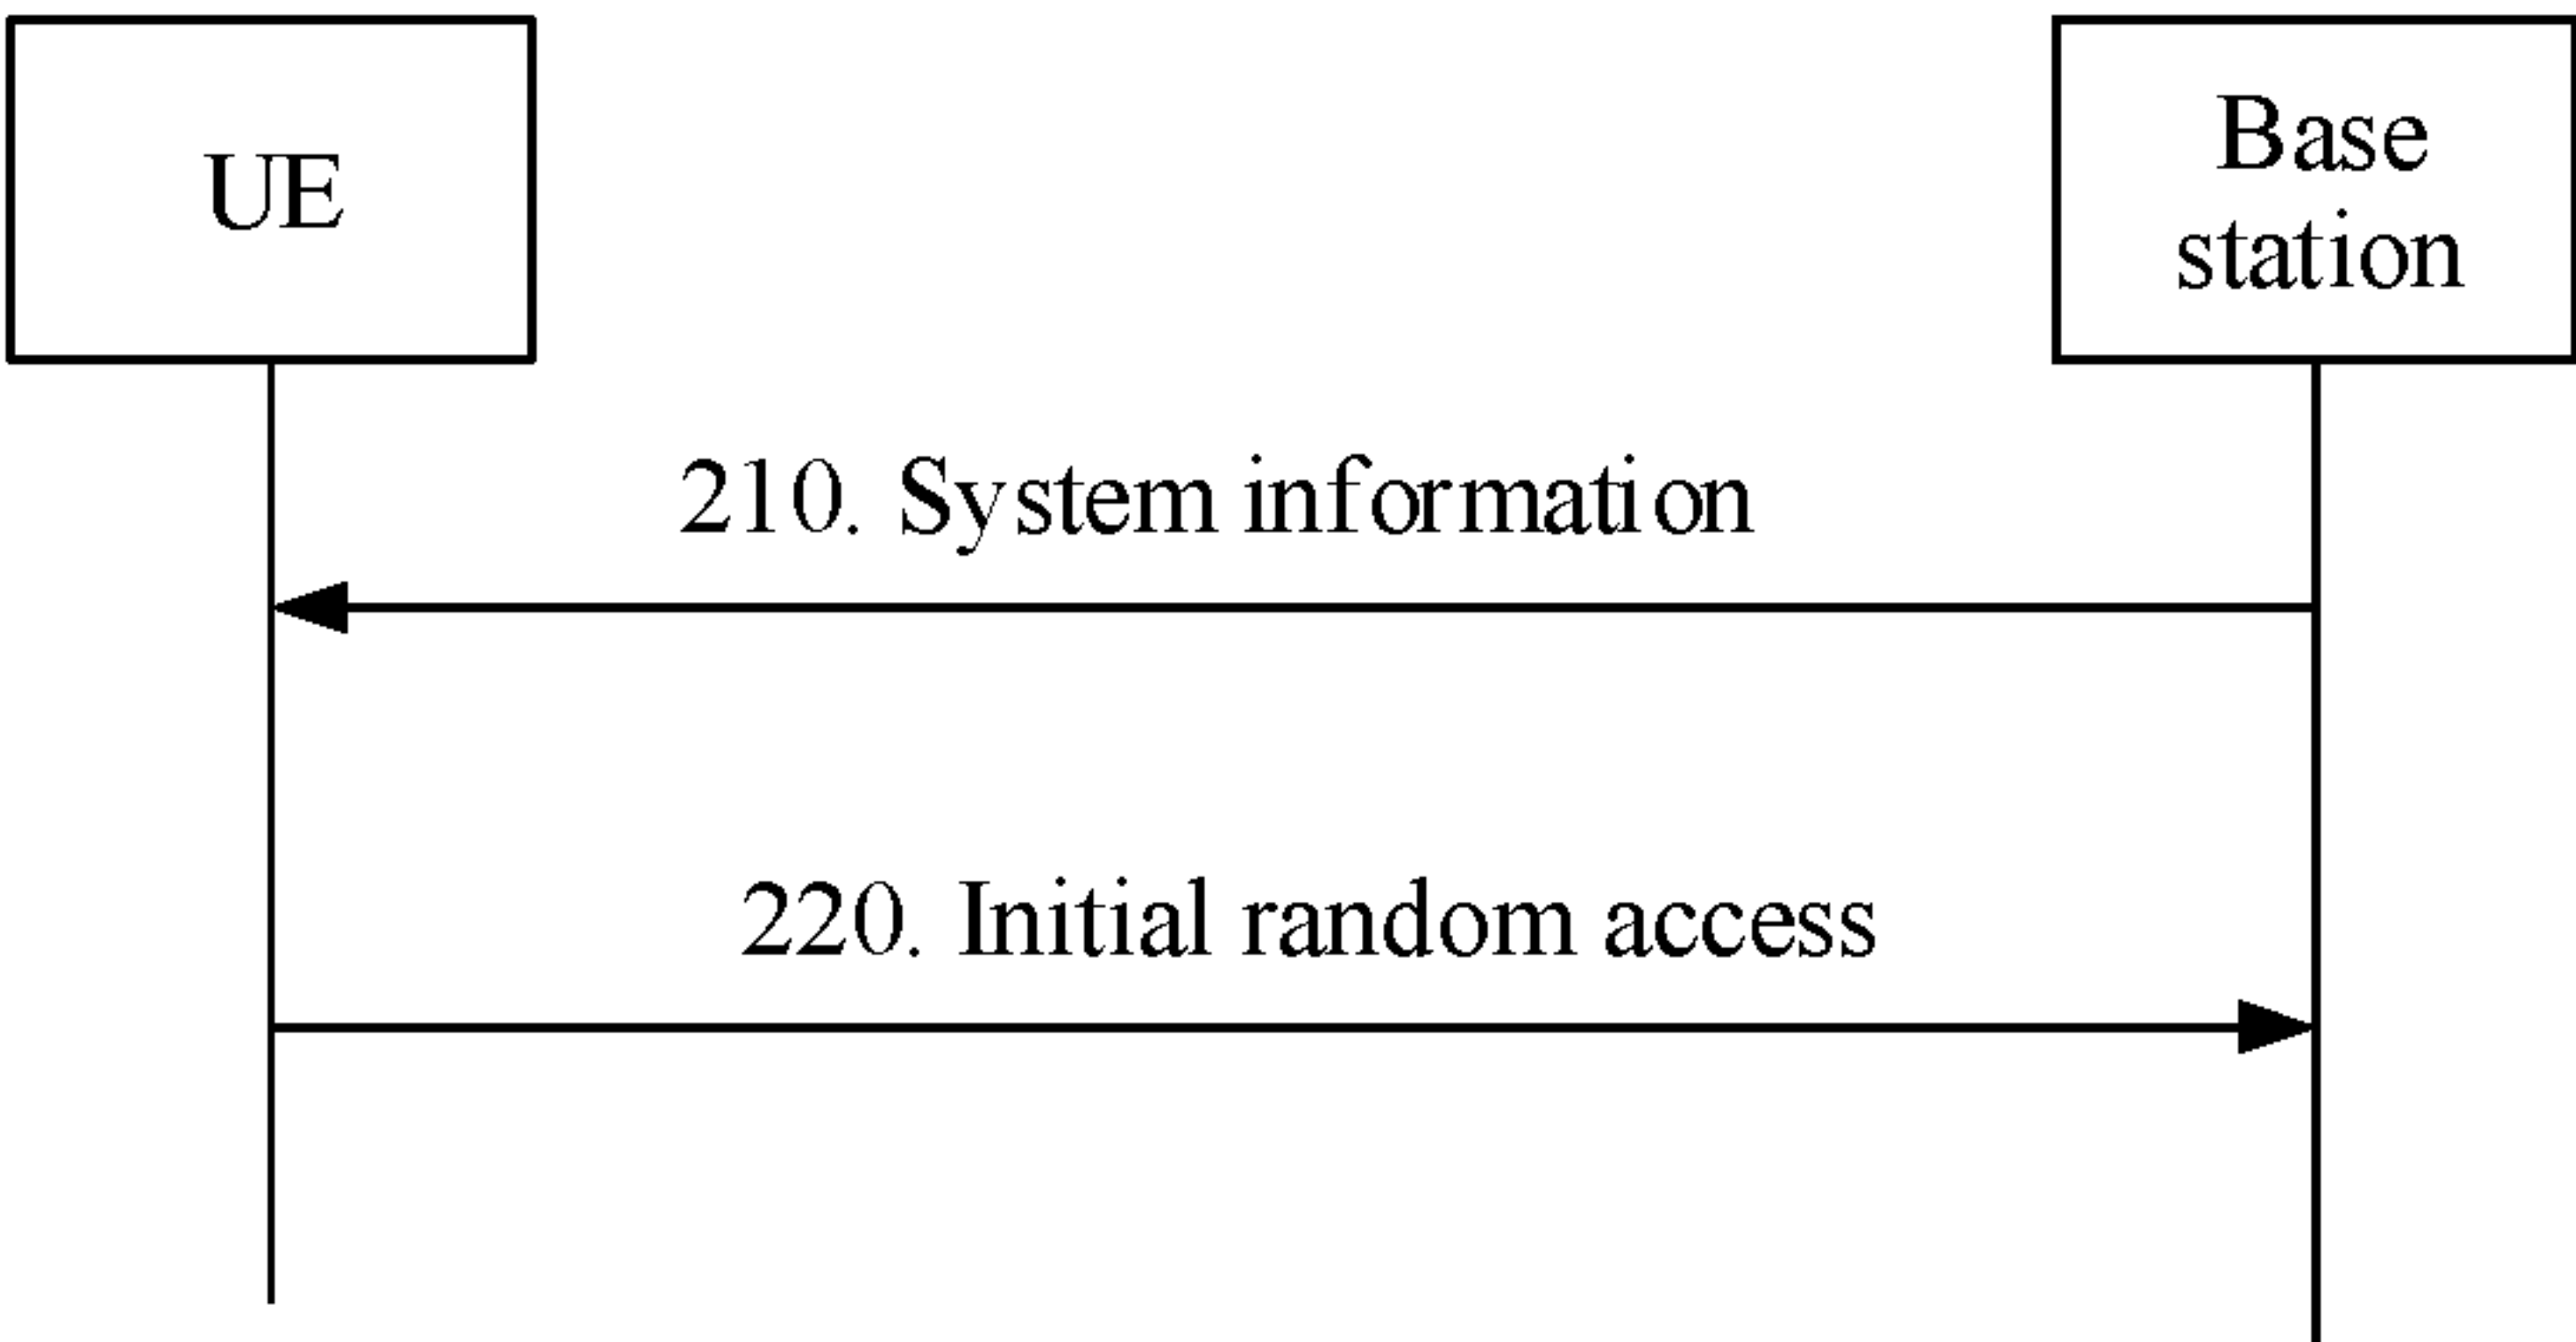 UE
Base
station
210. System information
220. Initial random access